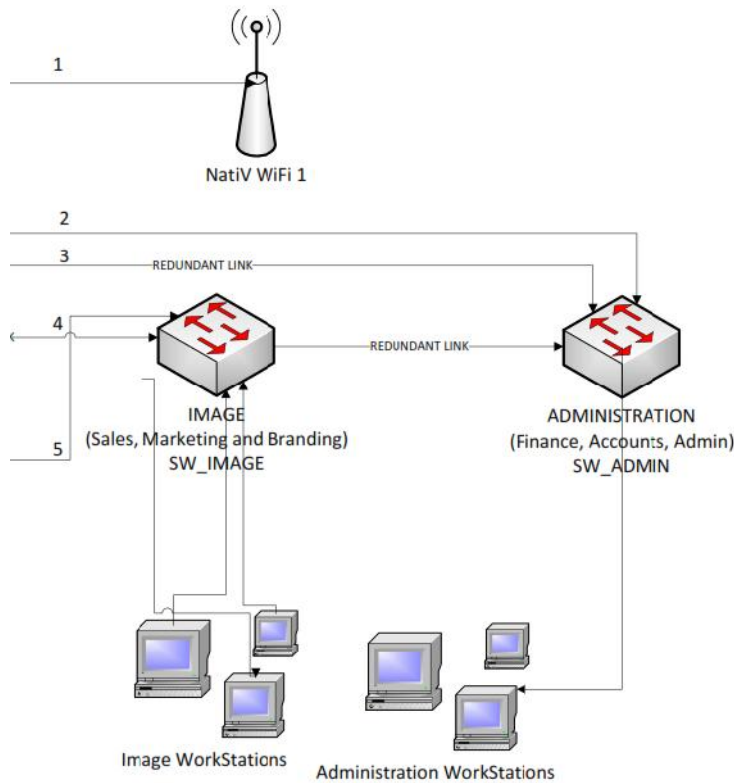 1
NatiV WiFi 1
2
3
REDUNDANT LINK
4
REDUNDANT LINK
IMAGE
(Sales, Marketing and Branding)
SW_IMAGE
ADMINISTRATION
(Finance, Accounts, Admin)
SW_ADMIN
5
Image WorkStations
Administration WorkStations